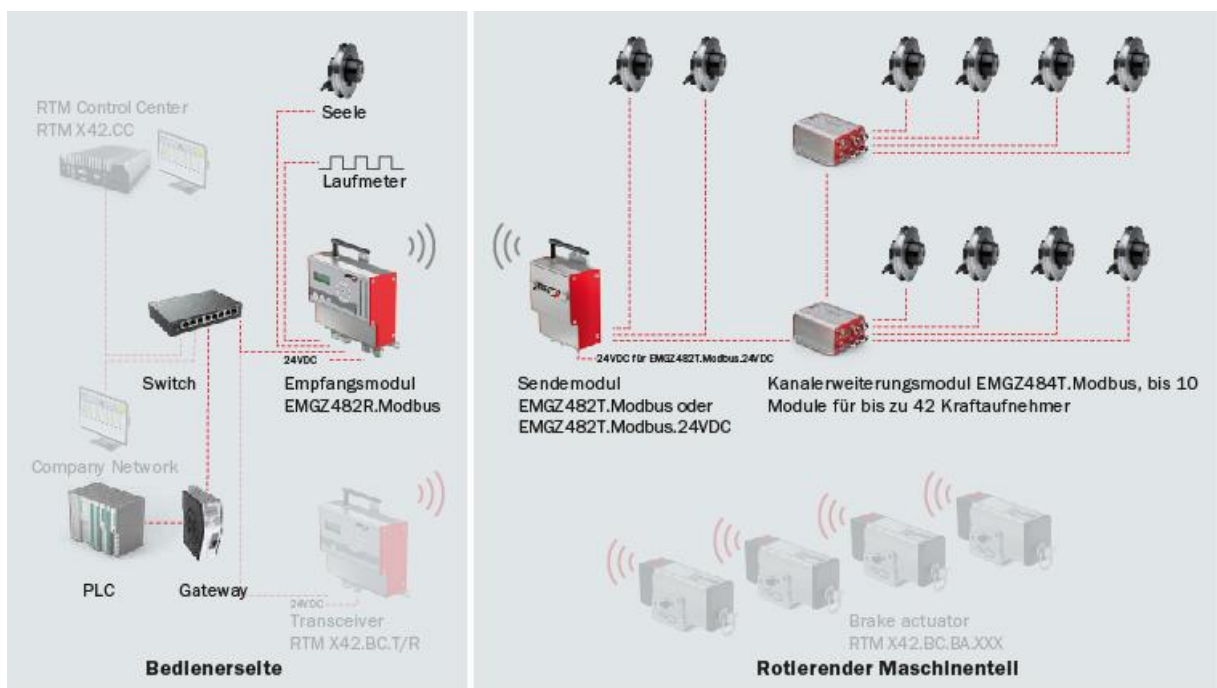 RTM Control Center
RTM X42.CC
Seele
Laufmeter
24VDC
Switch
Empfangsmodul
EMGZ482R.Modbus
Company Network
PLC
Gateway
24VDC
Transceiver
RTM X42.BC.T/R
Bedienerseite
24VDC für EMGZ482T.Modbus.24VDC
Sendemodul
EMGZ482T.Modbus oder
EMGZ482T.Modbus.24VDC
Kanalerweiterungsmodul EMGZ484T.Modbus, bis 10
Module für bis zu 42 Kraftaufnehmer
Brake actuator
RTM X42.BC.BA.XXX
Rotierender Maschinenteil